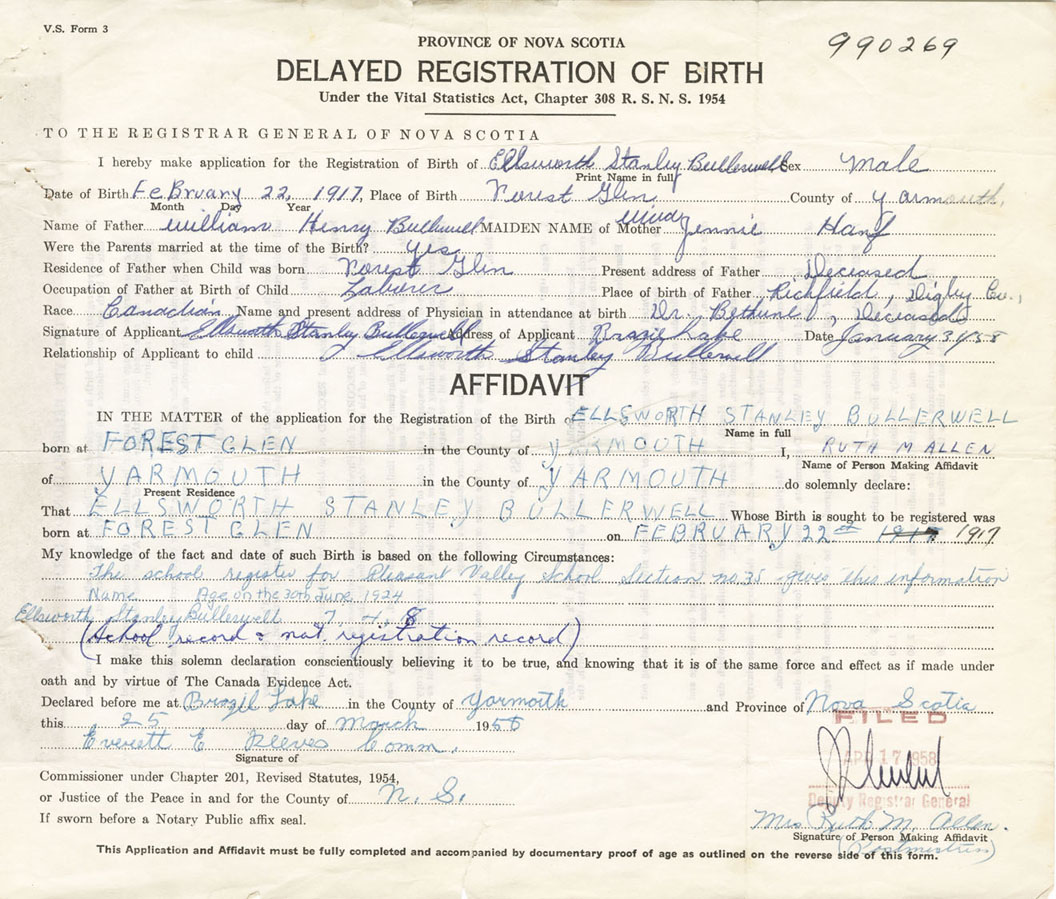 V.S. Form 3
990269
PROVINCE OF NOVA SCOTIA
DELAYED REGISTRATION OF BIRTH
Under the Vital Statistics Act, Chapter 308 R. S. N. S. 1954
TO THE REGISTRAR GENERAL OF NOVA SCOTIA
I hereby make application for the Registration of Birth of Ellsworth Stanley Bullerwell Sex Male
Print Name in full
Date of Birth FeBruary 22, 1917, Place of Birth Forest Glen County of Yarmouth,
Month Day Year
Name of Father William Henry Bullerwell MAIDEN NAME of Mother Jennie Hanf
Were the Parents married at the time of the Birth? yes
Residence of Father when Child was born Forest Glen Present address of Father Deceased
Occupation of Father at Birth of Child Laborer Place of birth of Father Richfield, Digby Co.,
Race Canadian Name and present address of Physician in attendance at birth Dr. Bethune, Deceased
Signature of Applicant Ellsworth Stanley Bullerwell Address of Applicant Brazil Lake Date January 3 1958
Relationship of Applicant to child I Ellsworth Stanley Bullerwell
AFFIDAVIT
IN THE MATTER of the application for the Registration of the Birth of ELLSWORTH STANLEY BULLERWELL
Name in full
born at FOREST GLEN in the County of YARMOUTH I, RUTH M ALLEN
Name of Person Making Affidavit
of YARMOUTH in the County of YARMOUTH do solemnly declare:
Present Residence
That ELLSWORTH STANLEY BULLERWELL Whose Birth is sought to be registered was
born at FOREST GLEN on FEBRUARY 22nd 1917
My knowledge of the fact and date of such Birth is based on the following Circumstances:
The school register for Pleasant Valley School Section no. 35 gives this information
Name Age on the 30th June, 1924
Ellsworth Stanley Bullerwell 7, 4, 8
(School record & nat. registration record)
I make this solemn declaration conscientiously believing it to be true, and knowing that it is of the same force and effect as if made under
oath and by virtue of The Canada Evidence Act.
Declared before me at Brazil Lake in the County of Yarmouth and Province of Nova Scotia
this 25 day of March 1958
FILED
Everett E Reeves Comm.
Signature of
APR 17 1958
Commissioner under Chapter 201, Revised Statutes, 1954,
or Justice of the Peace in and for the County of N. S.
Deputy Registrar General
If sworn before a Notary Public affix seal.
Mrs Ruth M. Allen.
Signature of Person Making Affidavit
(Postmistress)
This Application and Affidavit must be fully completed and accompanied by documentary proof of age as outlined on the reverse side of this form.